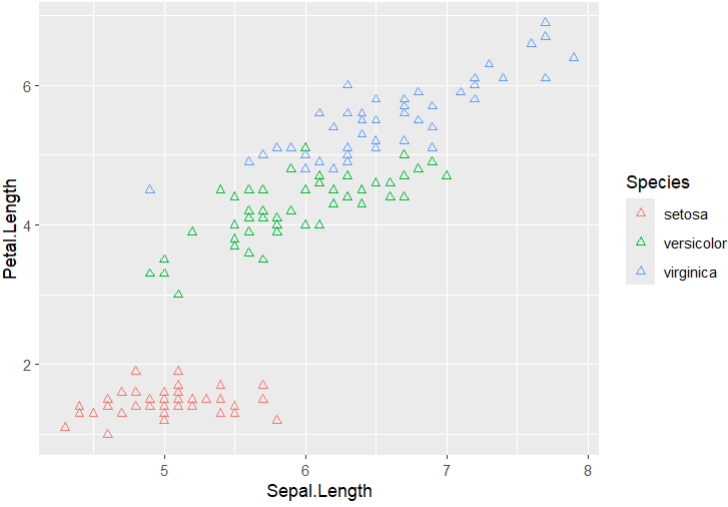 6
4
2
5
6
7
8
Sepal.Length
Petal.Length
Species
setosa
versicolor
virginica